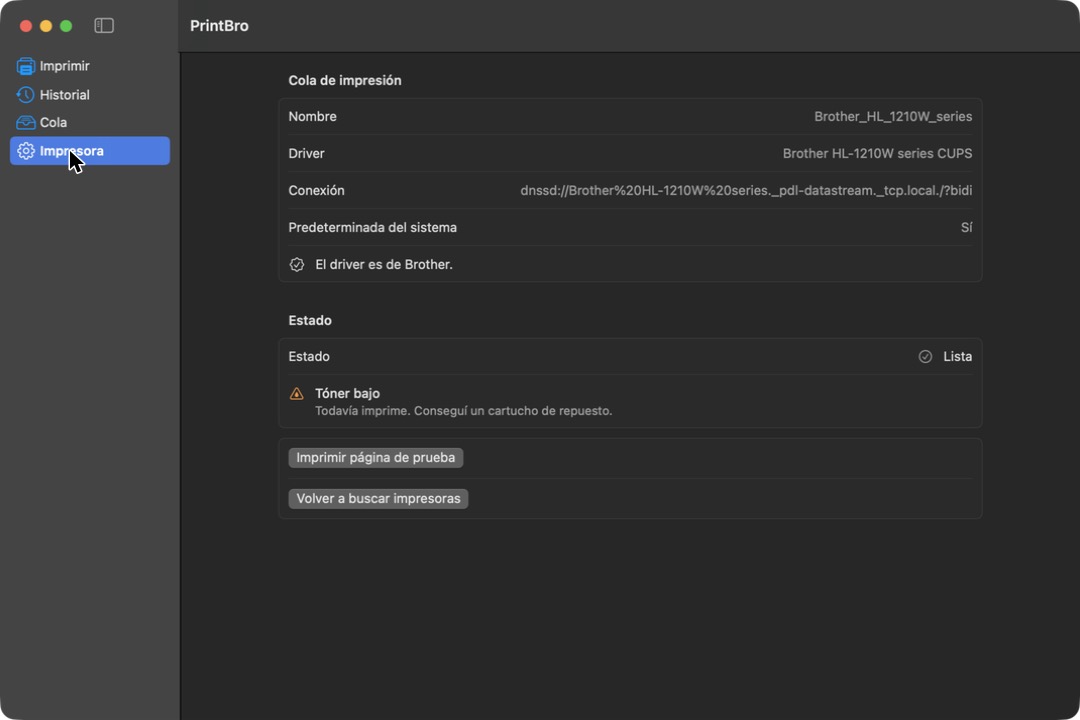 PrintBro
Imprimir
Historial
Cola
Impresora
Cola de impresión
Nombre
Brother_HL_1210W_series
Driver
Brother HL-1210W series CUPS
Conexión
dnssd://Brother%20HL-1210W%20series._pdl-datastream._tcp.local./?bidi
Predeterminada del sistema
Sí
El driver es de Brother.
Estado
Estado
Lista
Tóner bajo
Todavía imprime. Conseguí un cartucho de repuesto.
Imprimir página de prueba
Volver a buscar impresoras